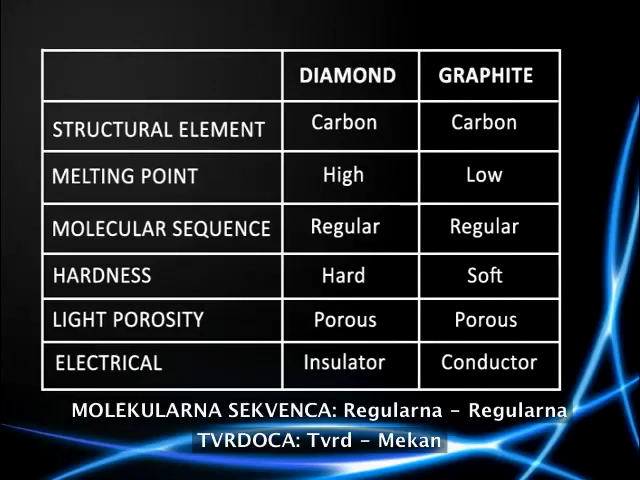 DIAMOND GRAPHITE
STRUCTURAL ELEMENT Carbon Carbon
MELTING POINT High Low
MOLECULAR SEQUENCE Regular Regular
HARDNESS Hard Soft
LIGHT POROSITY Porous Porous
ELECTRICAL Insulator Conductor
MOLEKULARNA SEKVENCA: Regularna - Regularna
TVRDOCA: Tvrd - Mekan